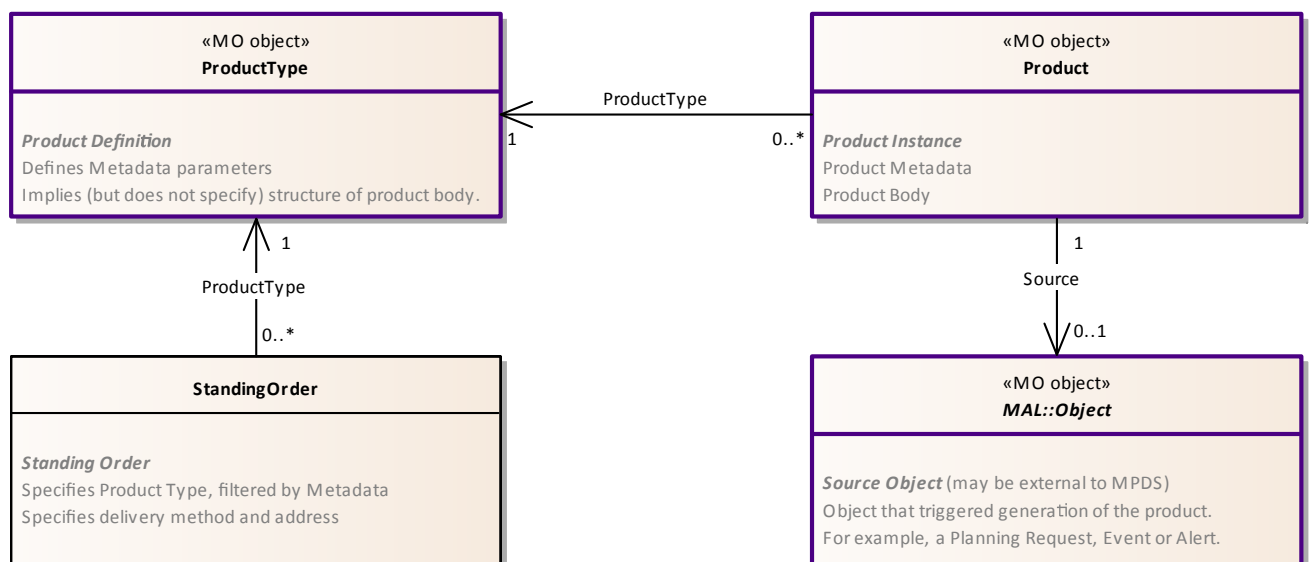 «MO object»
ProductType
Product Definition
Defines Metadata parameters
Implies (but does not specify) structure of product body.
ProductType
1
0..*
«MO object»
Product
Product Instance
Product Metadata
Product Body
1
ProductType
0..*
1
Source
0..1
StandingOrder
Standing Order
Specifies Product Type, filtered by Metadata
Specifies delivery method and address
«MO object»
MAL::Object
Source Object (may be external to MPDS)
Object that triggered generation of the product.
For example, a Planning Request, Event or Alert.